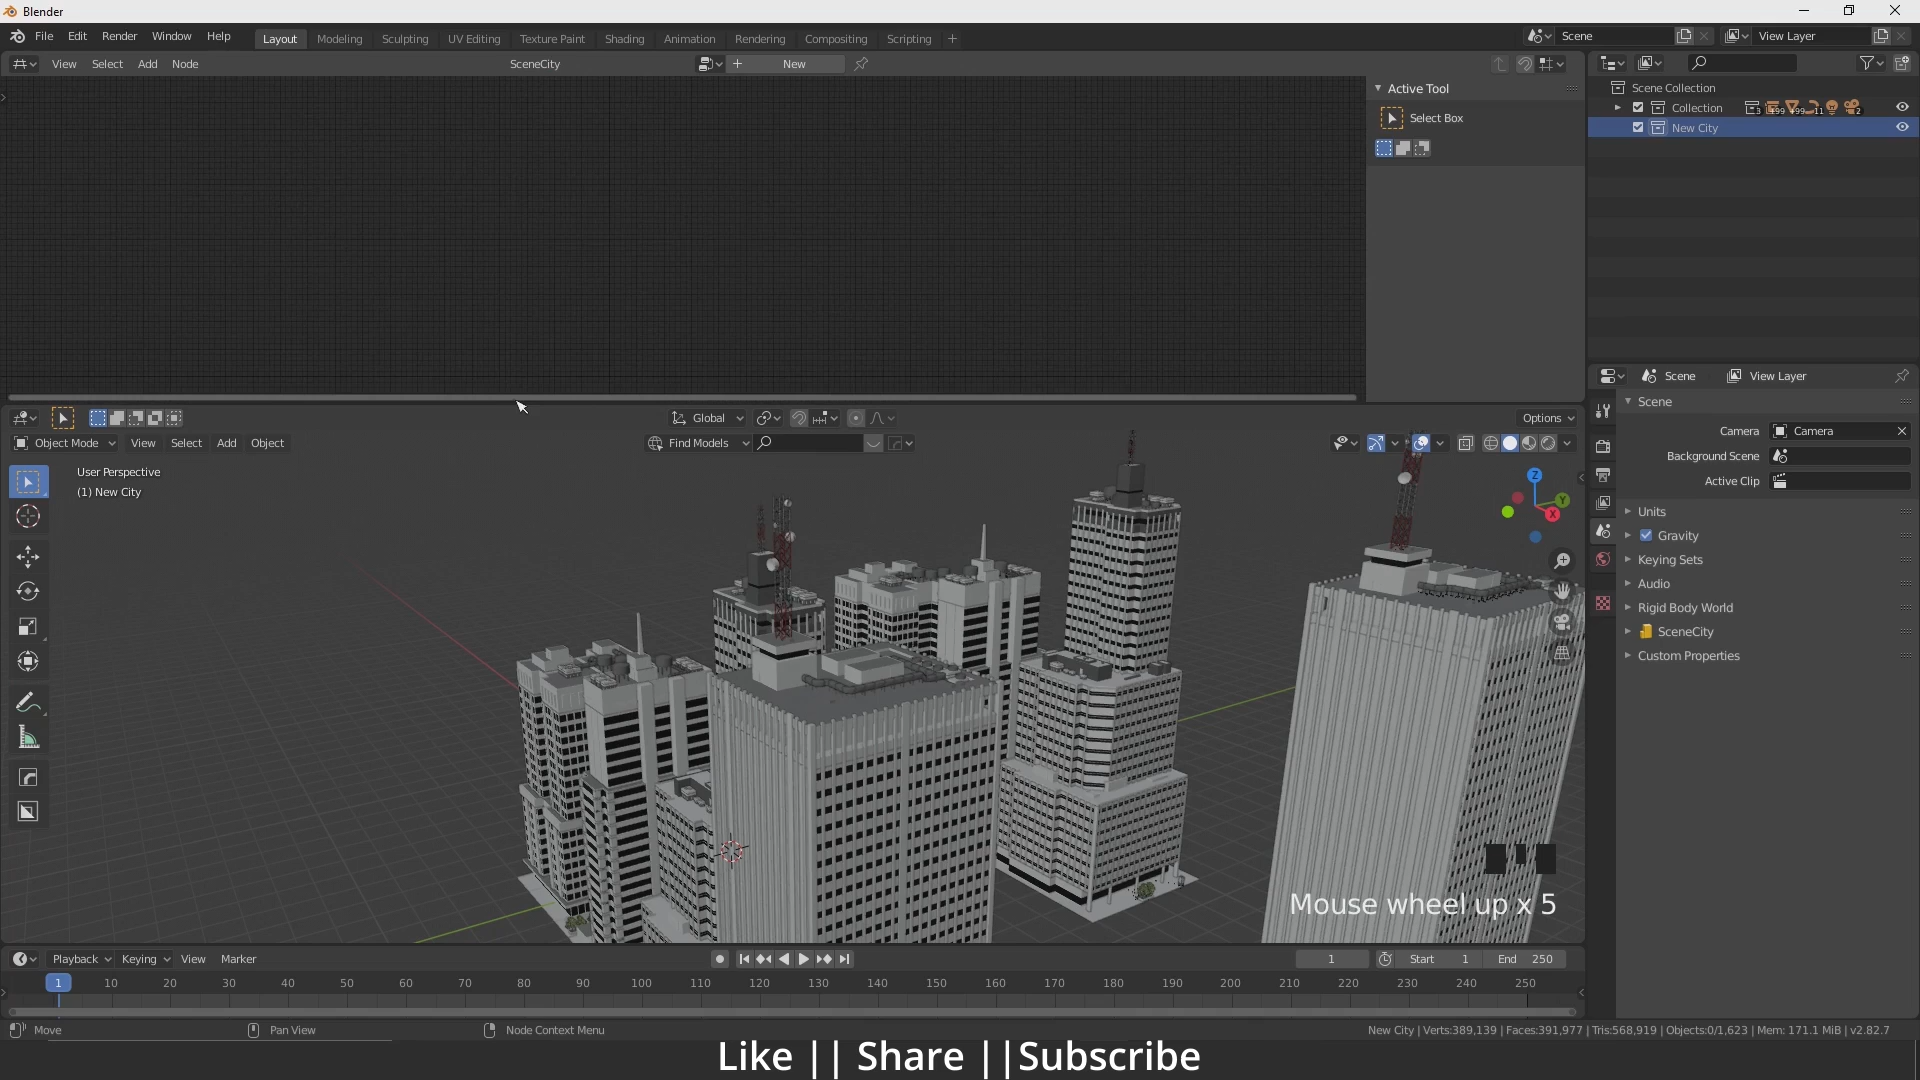 Blender
File Edit Render Window Help Layout Modeling Sculpting UV Editing Texture Paint Shading Animation Rendering Compositing Scripting Scene View Layer
View Select Add Node SceneCity New
Active Tool
Select Box
Scene Collection
Collection 3 +99 +99 11 2
New City
Scene View Layer
Scene
Camera Camera
Background Scene
Active Clip
Units
Gravity
Keying Sets
Audio
Rigid Body World
SceneCity
Custom Properties
Global Options
Object Mode View Select Add Object Find Models
User Perspective
(1) New City
Z
Y
X
Mouse wheel up x 5
Playback Keying View Marker 1 Start 1 End 250
1 10 20 30 40 50 60 70 80 90 100 110 120 130 140 150 160 170 180 190 200 210 220 230 240 250
Move Pan View Node Context Menu New City | Verts:389,139 | Faces:391,977 | Tris:568,919 | Objects:0/1,623 | Mem: 171.1 MiB | v2.82.7
Like || Share ||Subscribe